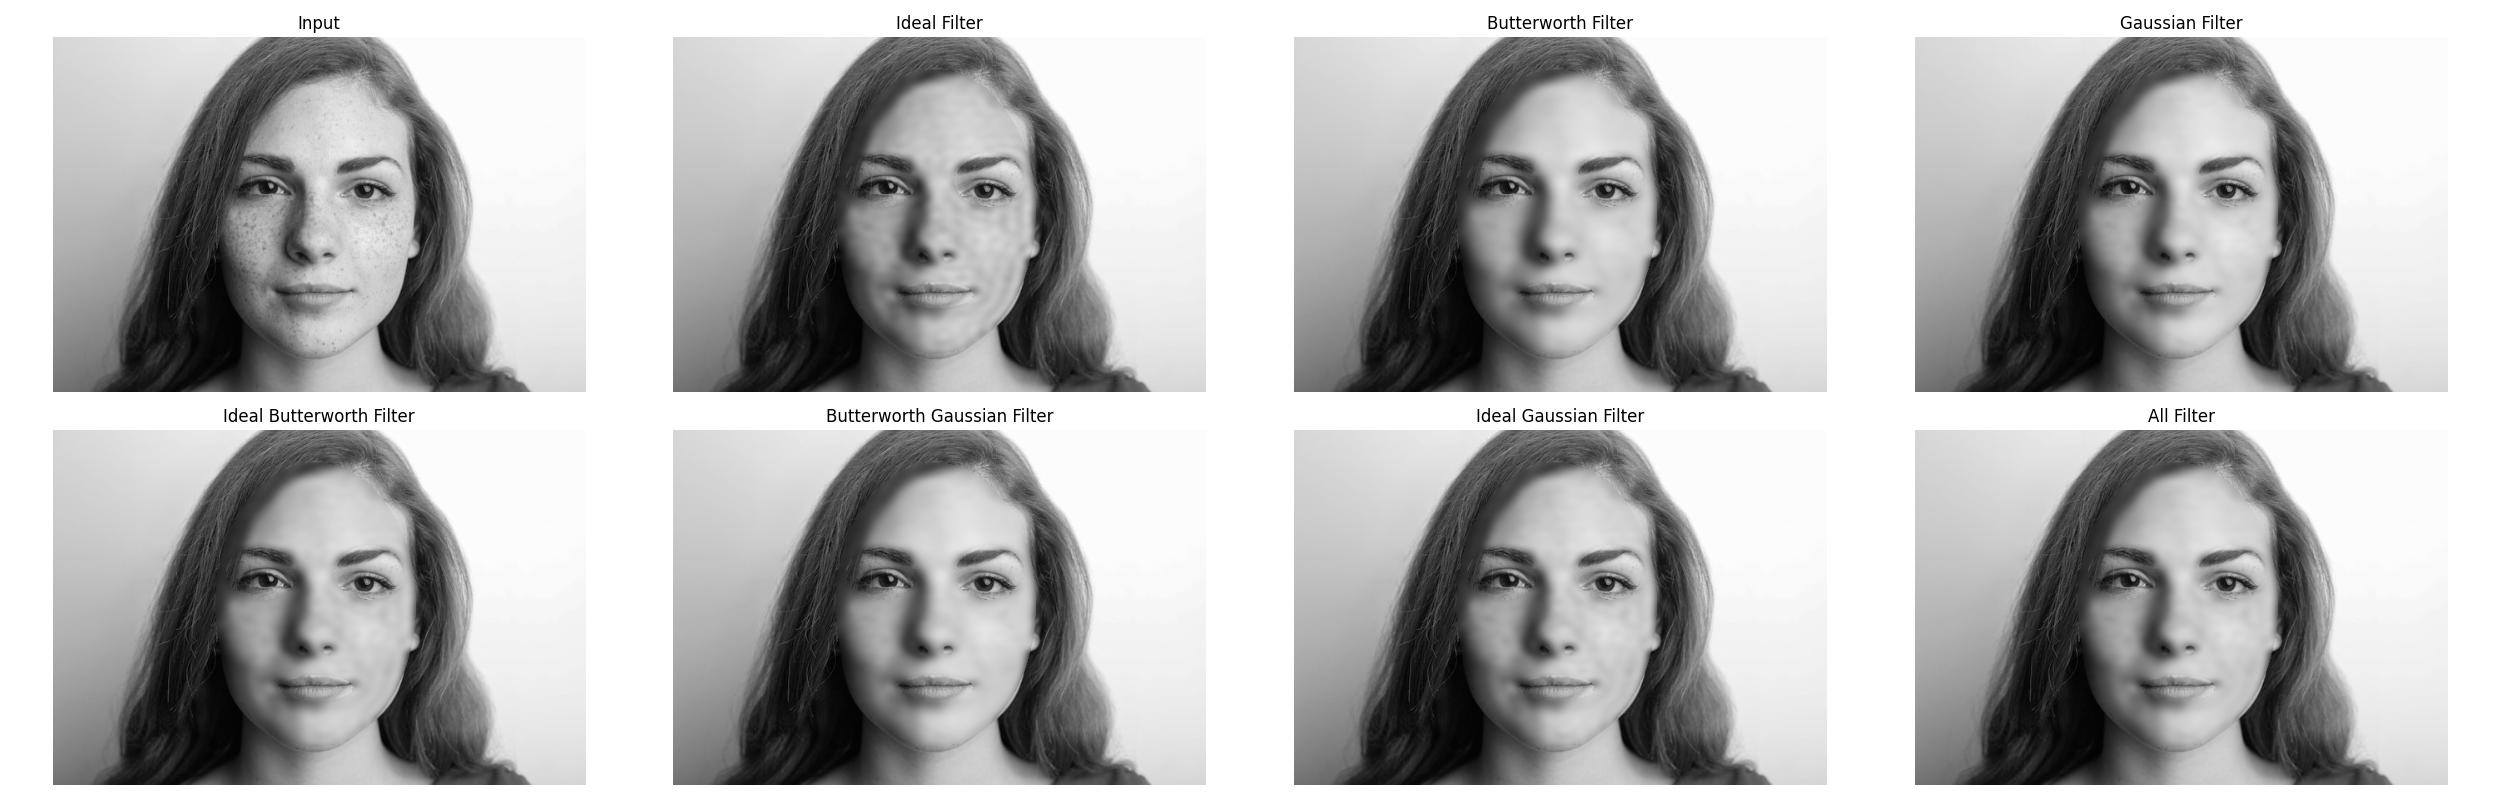 Input
Ideal Filter
Butterworth Filter
Gaussian Filter
Ideal Butterworth Filter
Butterworth Gaussian Filter
Ideal Gaussian Filter
All Filter